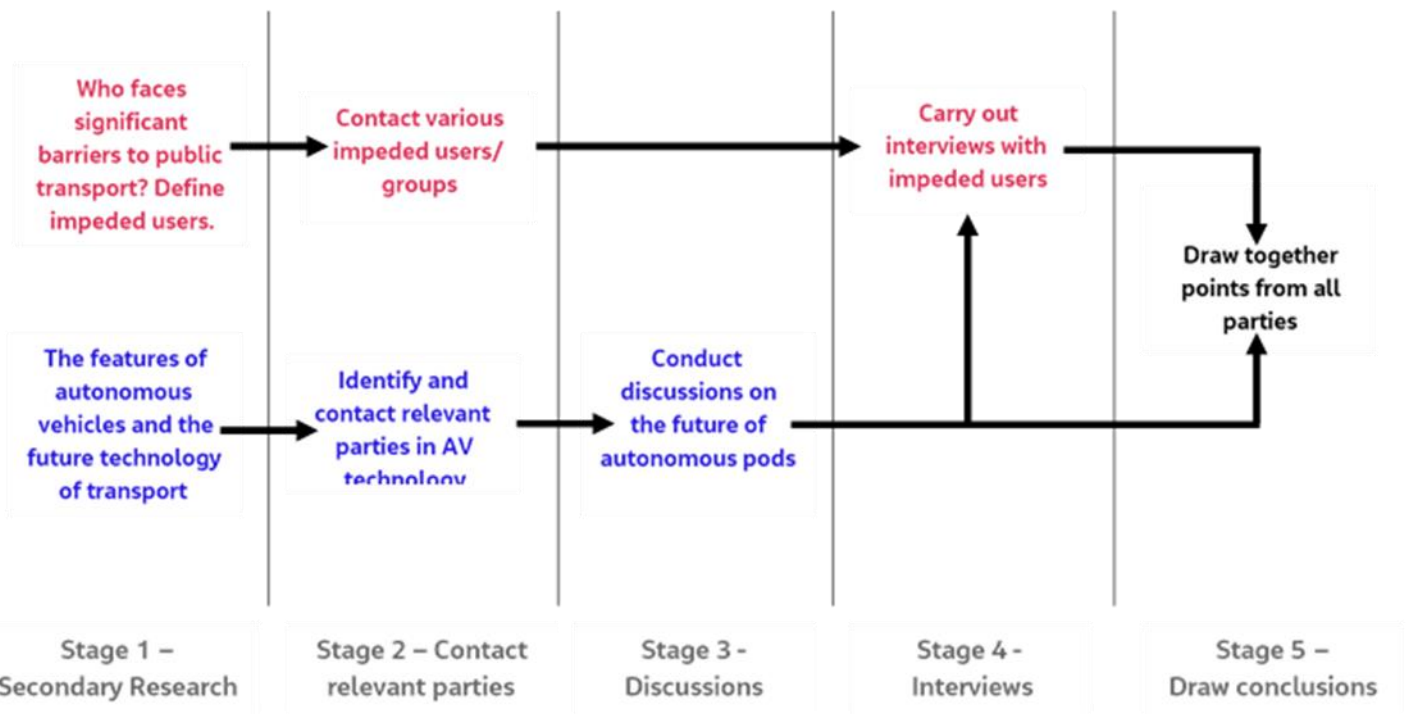 Who faces
significant
barriers to public
transport? Define
impeded users.
Contact various
impeded users/
groups
Carry out
interviews with
impeded users
Draw together
points from all
parties
The features of
autonomous
vehicles and the
future technology
of transport
Identify and
contact relevant
parties in AV
technology
Conduct
discussions on
the future of
autonomous pods
Stage 1 –
Secondary Research
Stage 2 – Contact
relevant parties
Stage 3 -
Discussions
Stage 4 -
Interviews
Stage 5 –
Draw conclusions